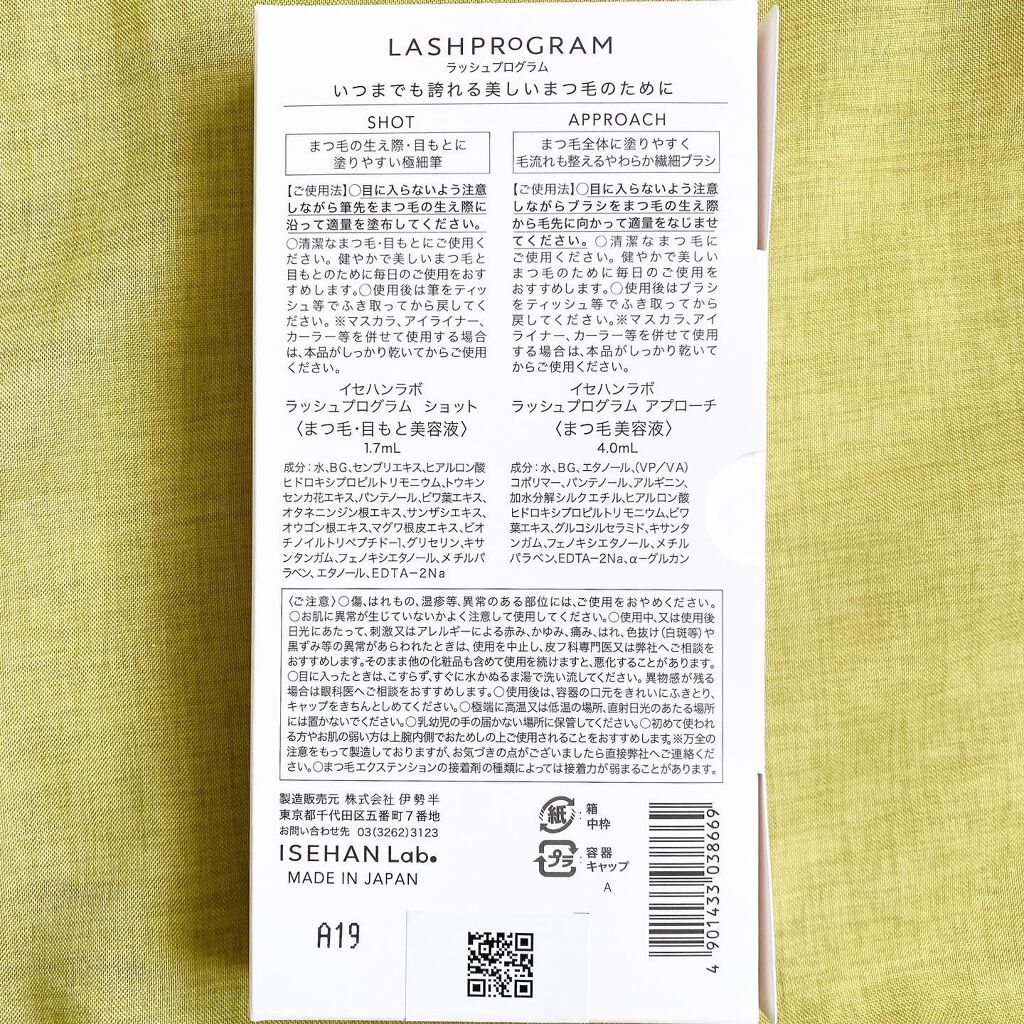 LASHPROGRAM
ラッシュプログラム
いつまでも誇れる美しいまつ毛のために
SHOT
まつ毛の生え際・目もとに
塗りやすい極細筆
【ご使用法】○目に入らないよう注意
しながら筆先をまつ毛の生え際に
沿って適量を塗布してください。
○清潔なまつ毛・目もとにご使用くだ
さい。健やかで美しいまつ毛と
目もとのために毎日のご使用をおす
すめします。○使用後は筆をティッ
シュ等でふき取ってから戻してく
ださい。※マスカラ、アイライナー、
カーラー等を併せて使用する場合
は、本品がしっかり乾いてからご使用
ください。
イセハンラボ
ラッシュプログラム ショット
〈まつ毛・目もと美容液〉
1.7mL
成分：水、BG、センブリエキス、ヒアルロン酸
ヒドロキシプロピルトリモニウム、トウキン
センカ花エキス、パンテノール、ビワ葉エキス、
オタネニンジン根エキス、サンザシエキス、
オウゴン根エキス、マグワ根皮エキス、ビオ
チノイルトリペプチド-1、グリセリン、キサ
ンタンガム、フェノキシエタノール、メチルパ
ラベン、エタノール、EDTA-2Na
APPROACH
まつ毛全体に塗りやすく
毛流れも整えるやわらか繊細ブラシ
【ご使用法】○目に入らないよう注意
しながらブラシをまつ毛の生え際
から毛先に向かって適量をなじませ
てください。○清潔なまつ毛に
ご使用ください。健やかで美しい
まつ毛のために毎日のご使用を
おすすめします。○使用後はブラシ
をティッシュ等でふき取ってから
戻してください。※マスカラ、アイ
ライナー、カーラー等を併せて使用
する場合は、本品がしっかり乾いて
からご使用ください。
イセハンラボ
ラッシュプログラム アプローチ
〈まつ毛美容液〉
4.0mL
成分：水、BG、エタノール、(VP/VA)
コポリマー、パンテノール、アルギニン、
加水分解シルクエチル、ヒアルロン酸
ヒドロキシプロピルトリモニウム、ビワ
葉エキス、グルコシルセラミド、キサンタ
ンガム、フェノキシエタノール、メチル
パラベン、EDTA-2Na、α-グルカン
〈ご注意〉○傷、はれもの、湿疹等、異常のある部位には、ご使用をおやめください。
○お肌に異常が生じていないかよく注意して使用してください。○使用中、又は使用後
日光にあたって、刺激又はアレルギーによる赤み、かゆみ、痛み、はれ、色抜け(白斑等)や
黒ずみ等の異常があらわれたときは、使用を中止し、皮フ科専門医又は弊社へご相談を
おすすめします。そのまま他の化粧品も含めて使用を続けますと、悪化することがあります。
○目に入ったときは、こすらず、すぐに水かぬるま湯で洗い流してください。異物感が残る
場合は眼科医へご相談をおすすめします。○使用後は、容器の口元をきれいにふきとり、
キャップをきちんとしめてください。○極端に高温又は低温の場所、直射日光のあたる場所
には置かないでください。○乳幼児の手の届かない場所に保管してください。○初めて使われ
る方やお肌の弱い方は上腕内側でおためしの上ご使用されることをおすすめします。※万全の
注意をもって製造しておりますが、お気づきの点がございましたら直接弊社へご連絡くだ
さい。○まつ毛エクステンションの接着剤の種類によっては接着力が弱まることがあります。
製造販売元 株式会社 伊勢半
東京都千代田区五番町7番地
お問い合わせ先 03(3262)3123
ISEHAN Lab.
MADE IN JAPAN
紙 : 箱
中枠
プラ : 容器
キャップ
A
4 901433 038669
A19